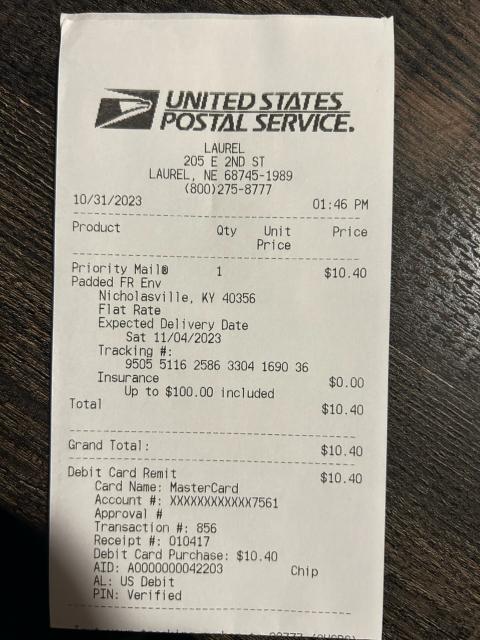 UNITED STATES
POSTAL SERVICE.
LAUREL
205 E 2ND ST
LAUREL, NE 68745-1989
(800)275-8777
10/31/2023 01:46 PM
Product Qty Unit Price
Price
Priority Mail® 1 $10.40
Padded FR Env
Nicholasville, KY 40356
Flat Rate
Expected Delivery Date
Sat 11/04/2023
Tracking #:
9505 5116 2586 3304 1690 36
Insurance $0.00
Up to $100.00 included
Total $10.40
Grand Total: $10.40
Debit Card Remit $10.40
Card Name: MasterCard
Account #: XXXXXXXXXXXX7561
Approval #
Transaction #: 856
Receipt #: 010417
Debit Card Purchase: $10.40
AID: A0000000042203 Chip
AL: US Debit
PIN: Verified